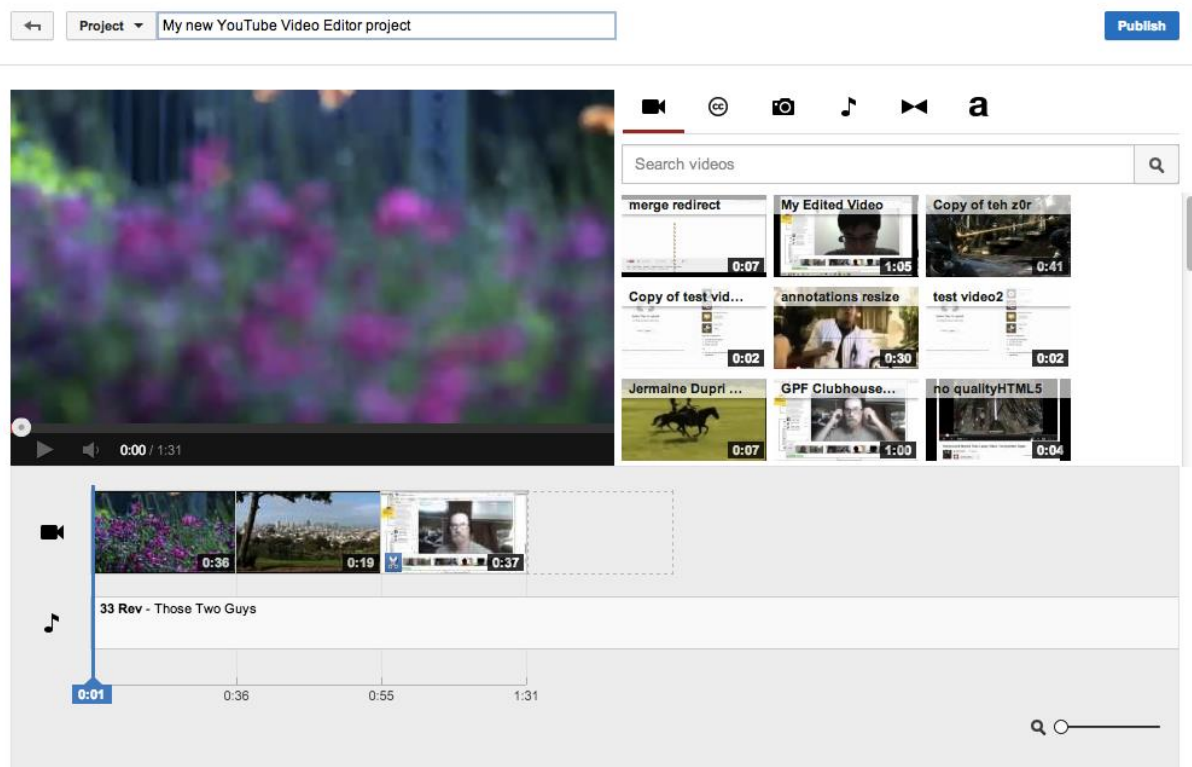 Project My new YouTube Video Editor project Publish
cc a
Search videos
merge redirect My Edited Video Copy of teh z0r
0:07 1:05 0:41
Copy of test vid... annotations resize test video2
0:02 0:30 0:02
Jermaine Dupri ... GPF Clubhouse... no qualityHTML5
0:07 1:00 0:04
0:00 / 1:31
0:36 0:19 0:37
33 Rev - Those Two Guys
0:01 0:36 0:55 1:31